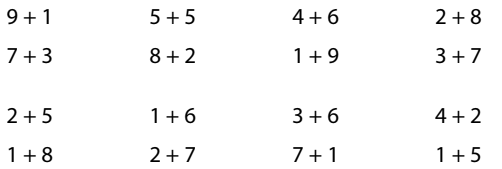 9 + 1 5 + 5 4 + 6 2 + 8
7 + 3 8 + 2 1 + 9 3 + 7
2 + 5 1 + 6 3 + 6 4 + 2
1 + 8 2 + 7 7 + 1 1 + 5